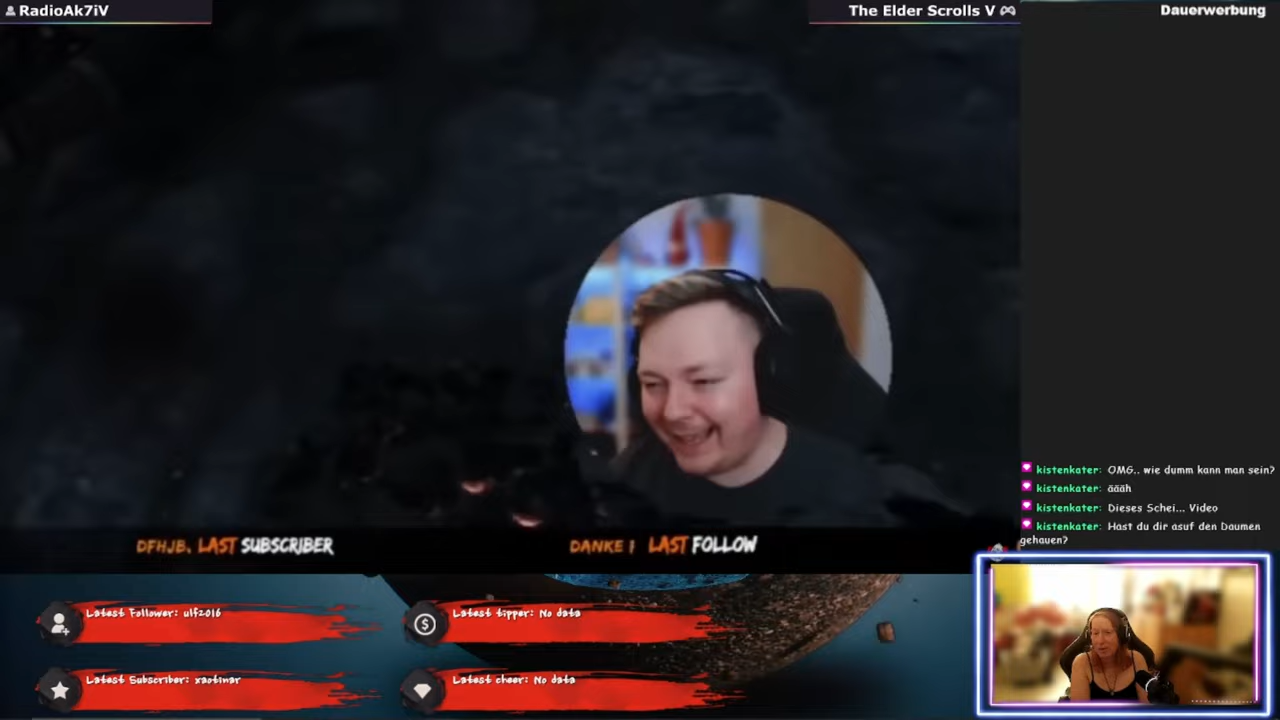 RadioAk7iV
The Elder Scrolls V
Dauerwerbung
kistenkater: OMG.. wie dumm kann man sein?
kistenkater: äääh
kistenkater: Dieses Schei... Video
kistenkater: Hast du dir asuf den Daumen
gehauen?
DFHJB. LAST SUBSCRIBER
DANKE 1 LAST FOLLOW
Latest Follower: ulf2016
Latest tipper: No data
Latest Subscriber: xaotinar
Latest cheer: No data